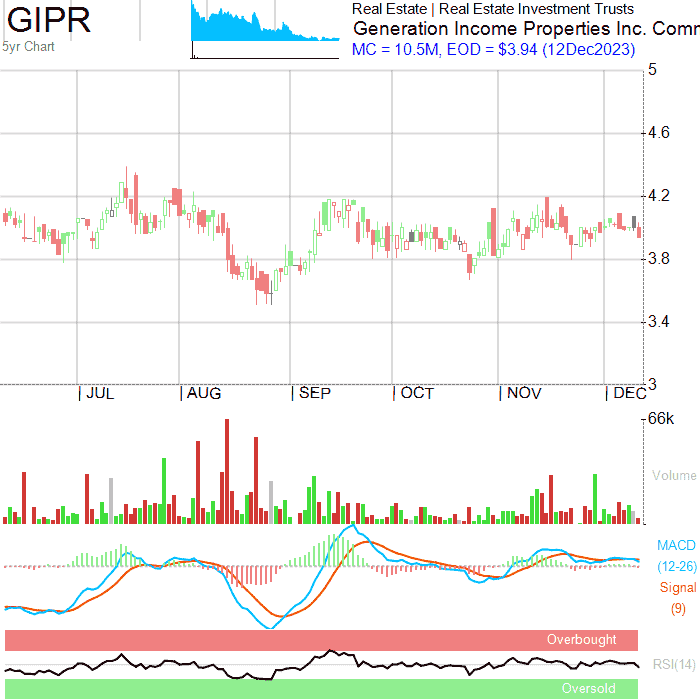 GIPR
5yr Chart
Real Estate | Real Estate Investment Trusts
Generation Income Properties Inc. Comm
MC = 10.5M, EOD = $3.94 (12Dec2023)
5
4.6
4.2
3.8
3.4
3
JUL AUG SEP OCT NOV DEC
66k
Volume
MACD
(12-26)
Signal
(9)
Overbought
RSI(14)
Oversold